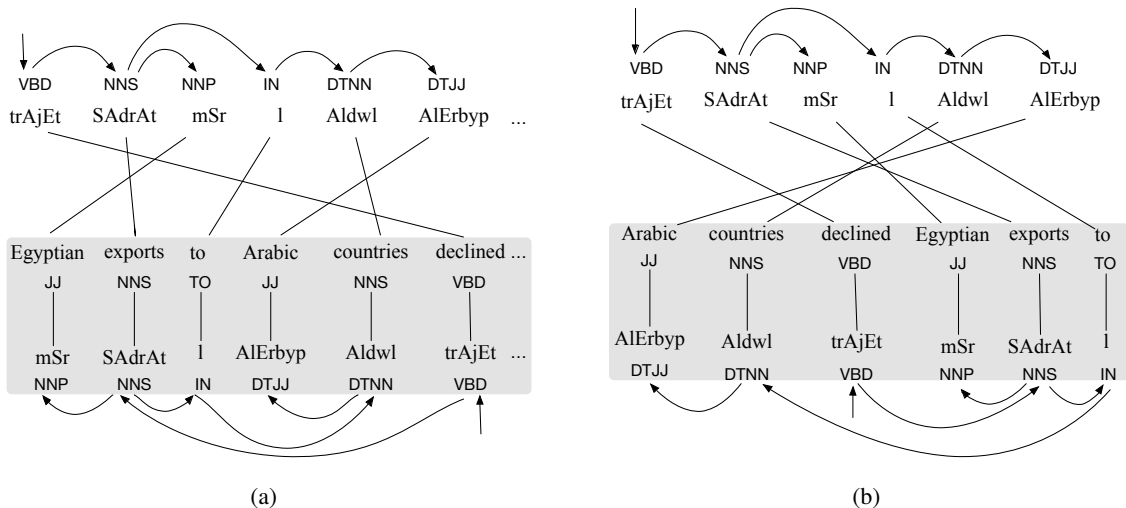 VBD NNS NNP IN DTNN DTJJ
trAjEt SAdrAt mSr l Aldwl AlErbyp ...
Egyptian exports to Arabic countries declined ...
JJ NNS TO JJ NNS VBD
mSr SAdrAt l AlErbyp Aldwl trAjEt ...
NNP NNS IN DTJJ DTNN VBD
(a)
VBD NNS NNP IN DTNN DTJJ
trAjEt SAdrAt mSr l Aldwl AlErbyp
Arabic countries declined Egyptian exports to
JJ NNS VBD JJ NNS TO
AlErbyp Aldwl trAjEt mSr SAdrAt l
DTJJ DTNN VBD NNP NNS IN
(b)